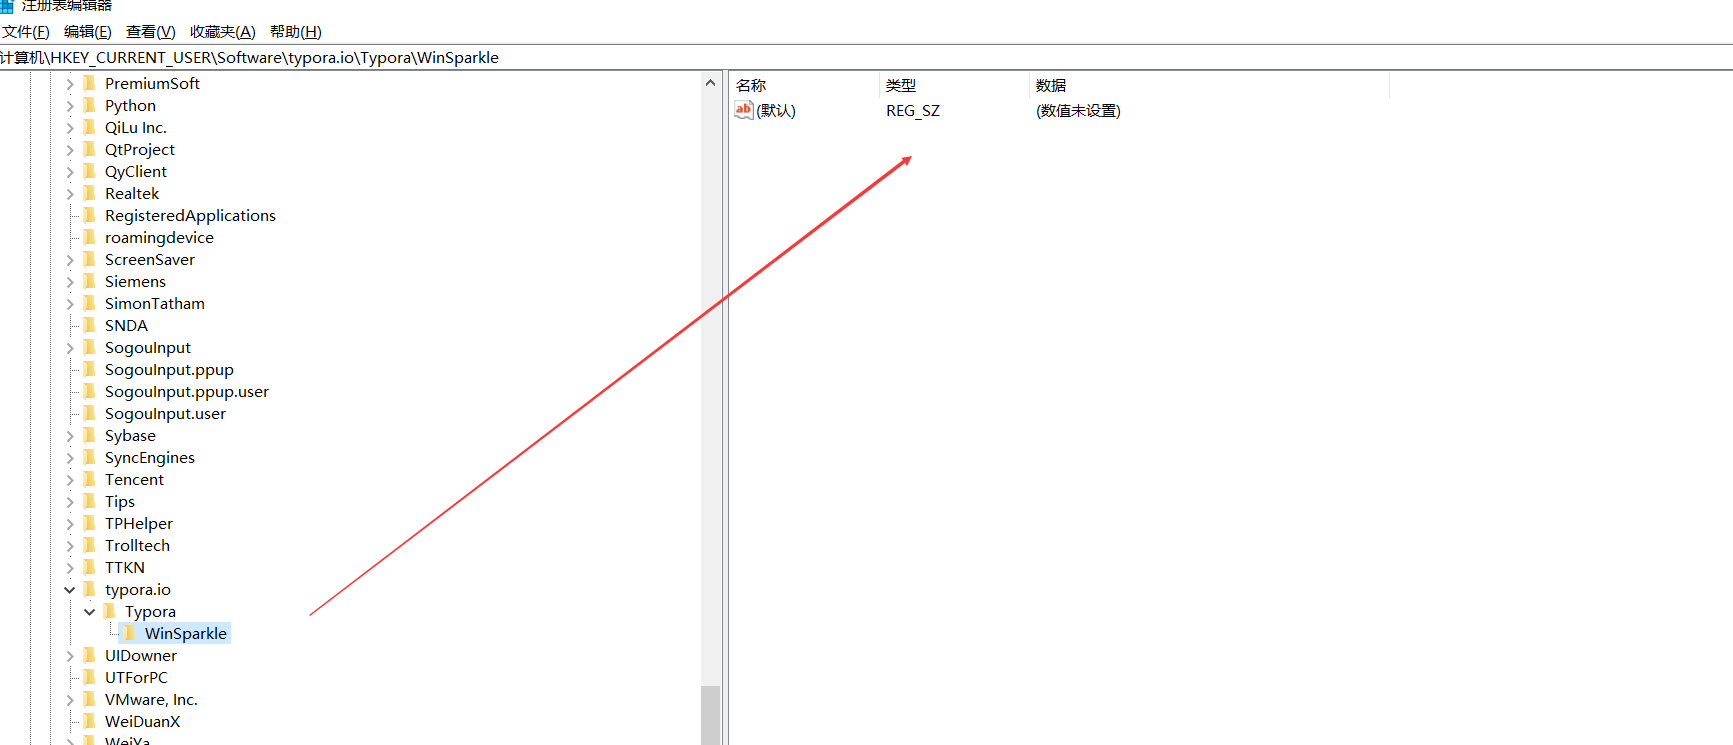 注册表编辑器
文件(F) 编辑(E) 查看(V) 收藏夹(A) 帮助(H)
计算机\HKEY_CURRENT_USER\Software\typora.io\Typora\WinSparkle
PremiumSoft
Python
QiLu Inc.
QtProject
QyClient
Realtek
RegisteredApplications
roamingdevice
ScreenSaver
Siemens
SimonTatham
SNDA
SogouInput
SogouInput.ppup
SogouInput.ppup.user
SogouInput.user
Sybase
SyncEngines
Tencent
Tips
TPHelper
Trolltech
TTKN
typora.io
Typora
WinSparkle
UIDowner
UTForPC
VMware, Inc.
WeiDuanX
WeiYa
名称 类型 数据
ab (默认) REG_SZ (数值未设置)